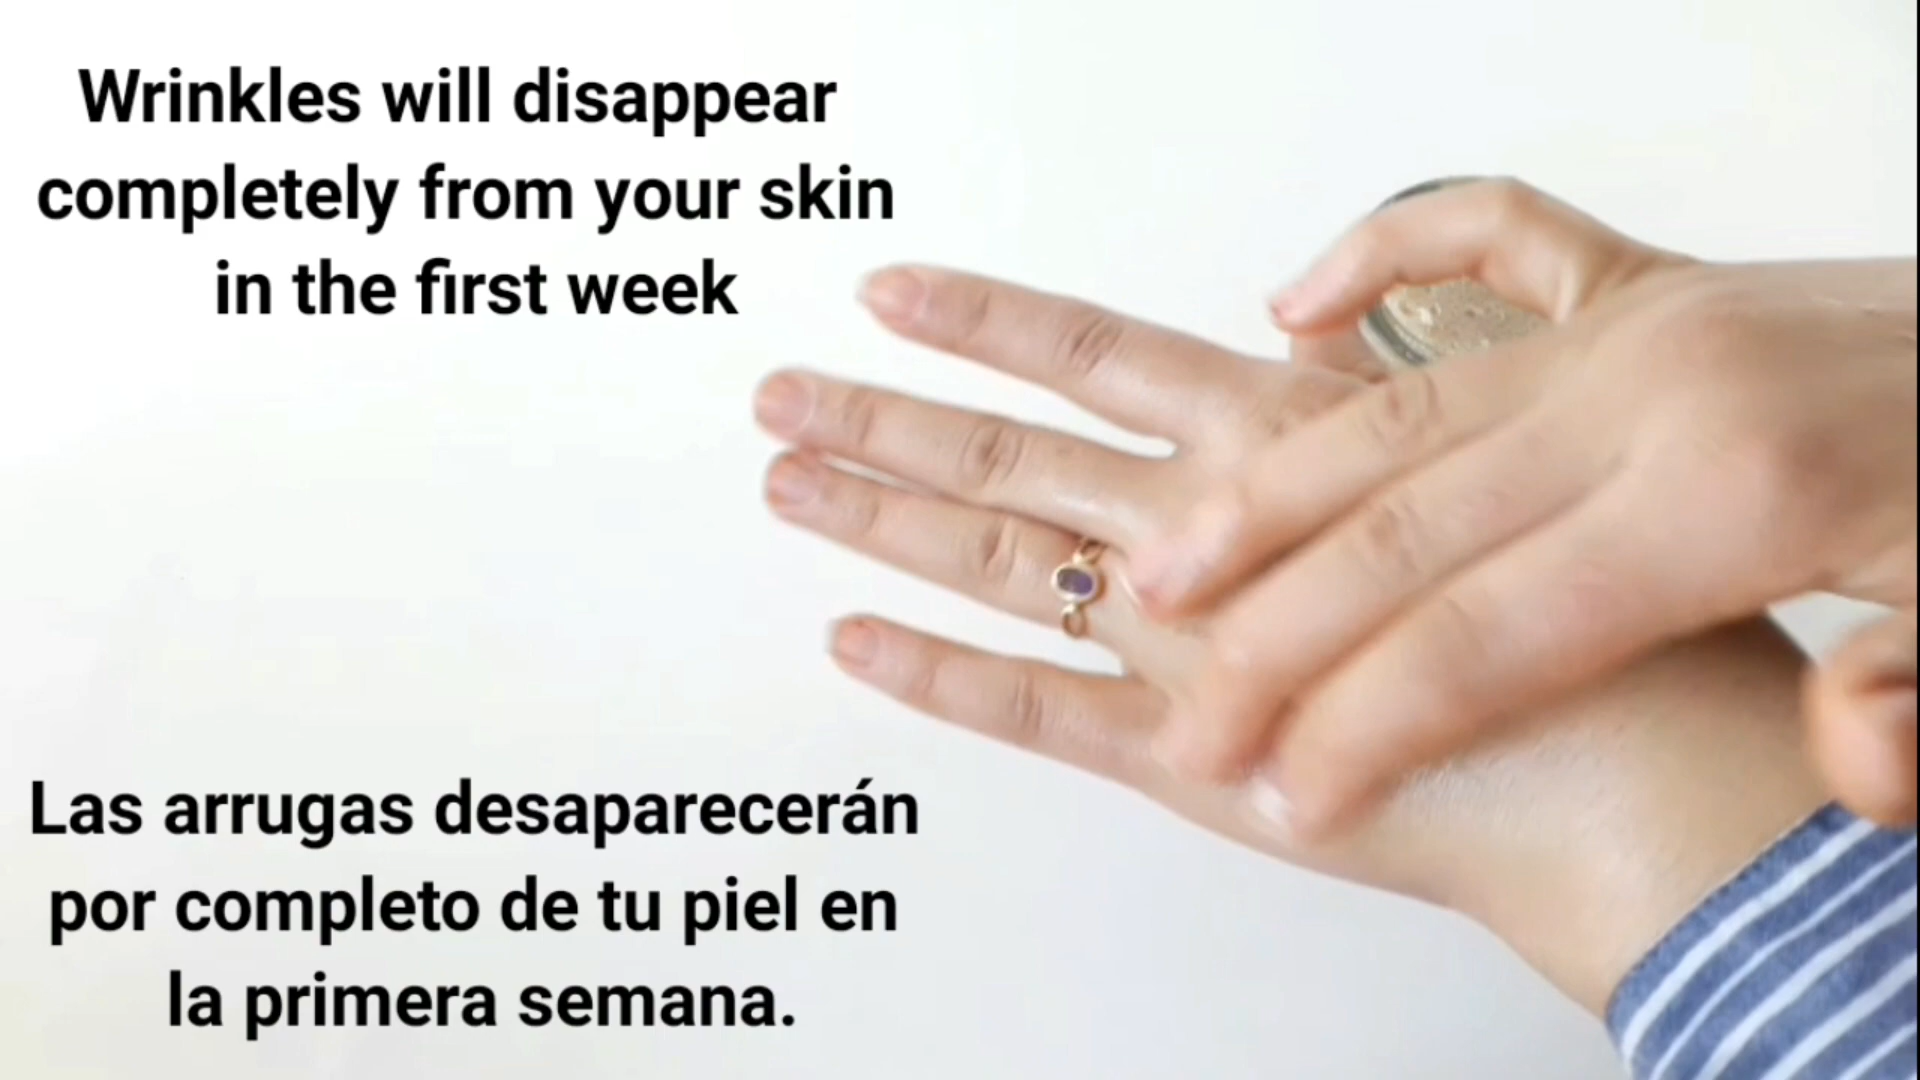 Wrinkles will disappear
completely from your skin
in the first week
Las arrugas desaparecerán
por completo de tu piel en
la primera semana.